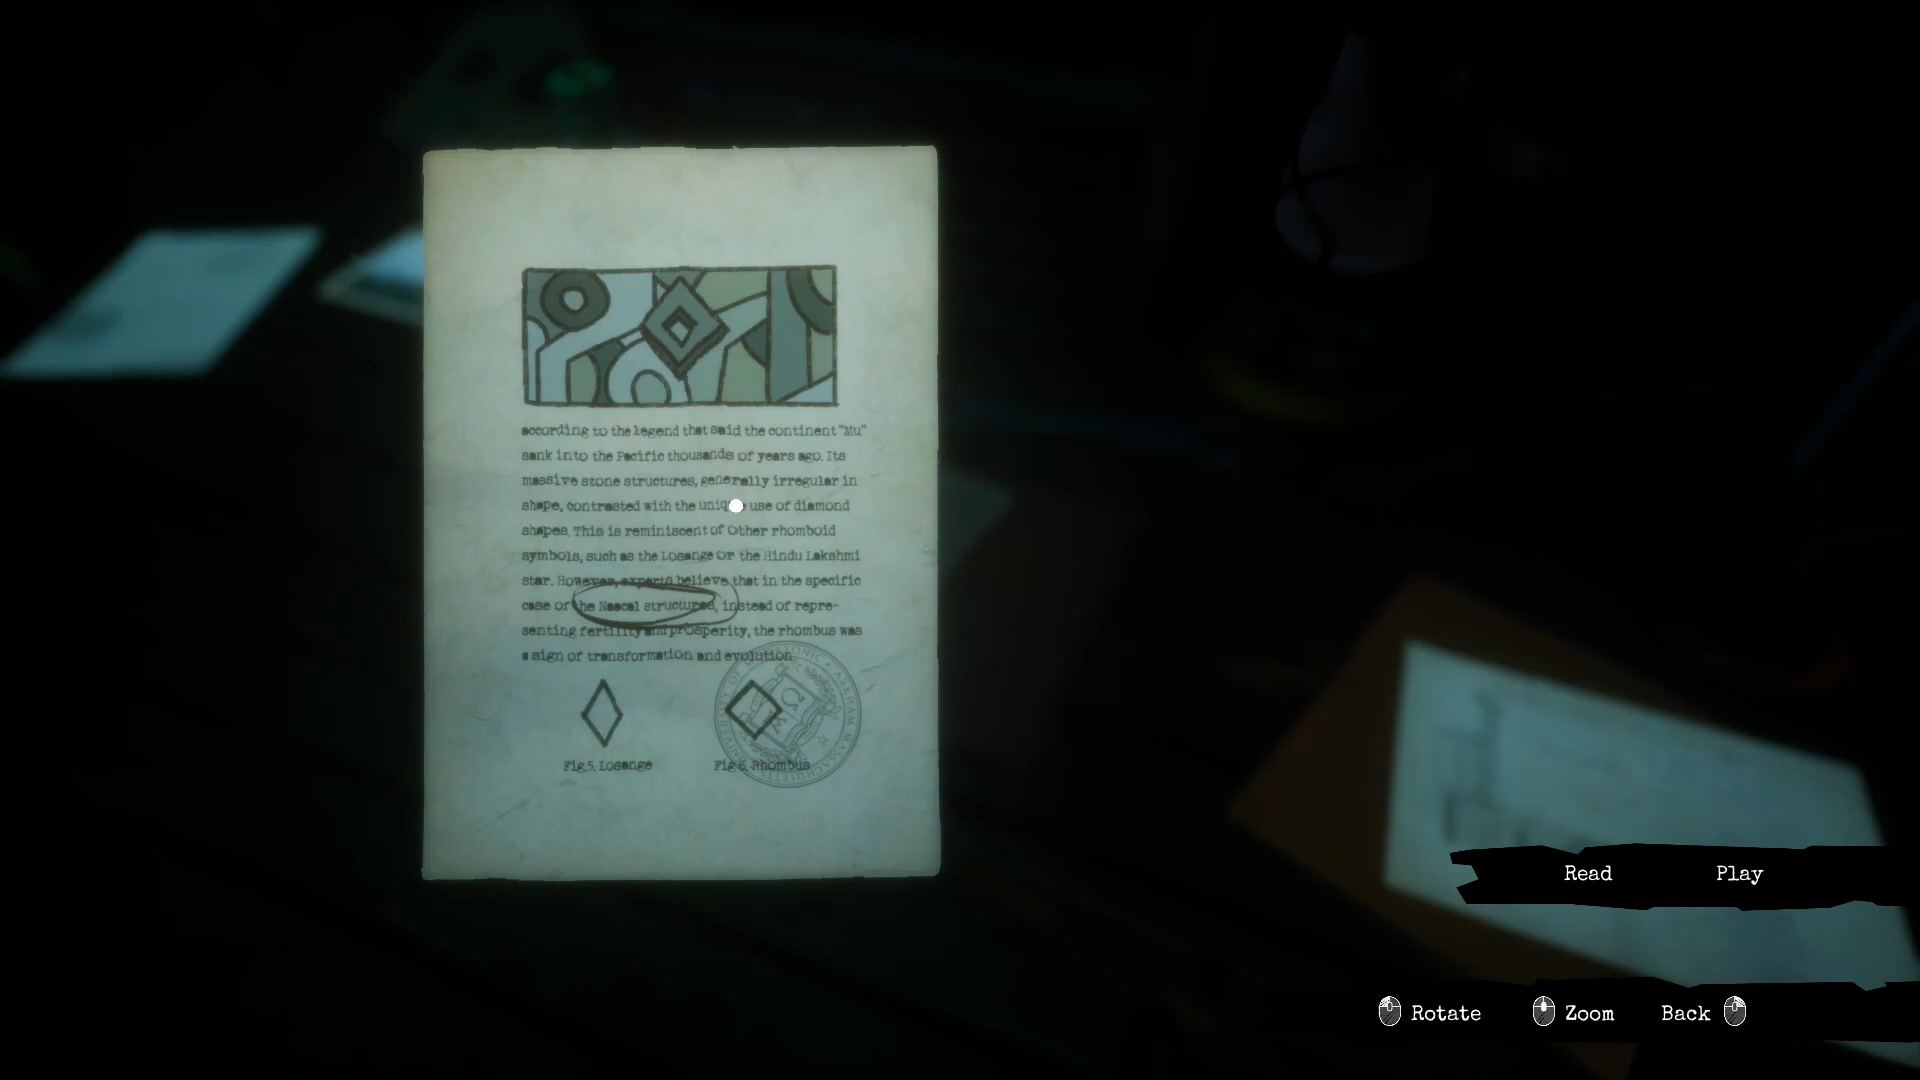 according to the legend that said the continent "Mu"
sank into the Pacific thousands of years ago. Its
massive stone structures, generally irregular in
shape, contrasted with the unique use of diamond
shapes. This is reminiscent of Other rhomboid
symbols, such as the Losange or the Hindu Lakshmi
star. However, experts believe that in the specific
case of the Naacal structures, instead of repre-
senting fertility and prosperity, the rhombus was
a sign of transformation and evolution.
Fig 5. Losange
Fig 6. Rhombus
Read
Play
Rotate
Zoom
Back